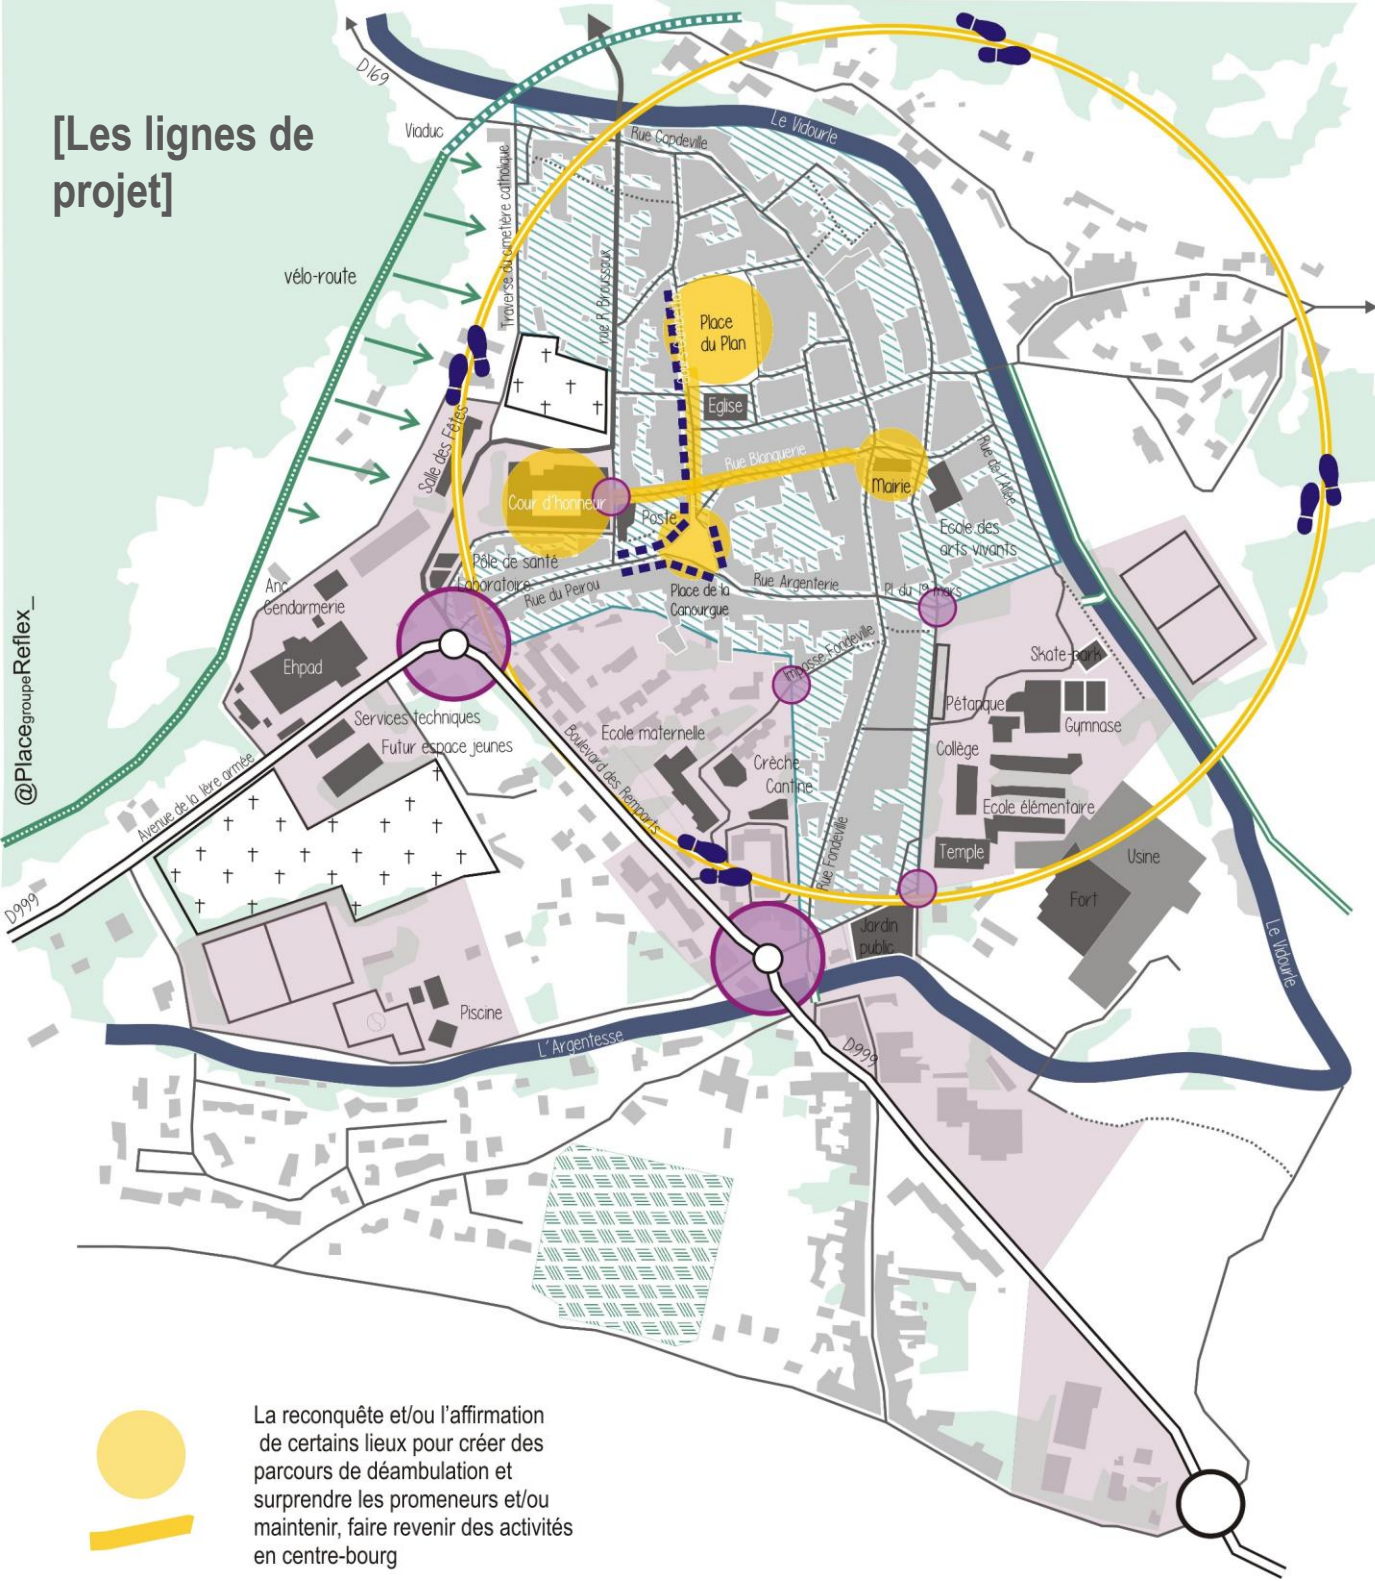 [Les lignes de
projet]
D169
Viaduc
Le Vidourle
Rue Capdeville
Traverse du cimetière catholique
rue R. Broussoux
vélo-route
Place
du Plan
Eglise
Salle des Fêtes
Rue Blanquerie
Rue de l'Allée
Mairie
Cour d'honneur
Poste
Ecole des
arts vivants
Pôle de santé
Laboratoire
Rue du Peirou
Place de la
Canourgue
Rue Argenterie
Pl. du 19 mars
Anc.
Gendarmerie
Ehpad
Impasse Fondeville
Skate-park
Pétanque
Gymnase
Services techniques
Futur espace jeunes
Ecole maternelle
Boulevard des Remparts
Crèche
Cantine
Collège
Ecole élémentaire
@PlacegroupeReflex_
Avenue de la 1ère armée
Rue Fondeville
Temple
Usine
Fort
D999
Jardin
public
Le Vidourle
Piscine
L'Argentesse
D999
La reconquête et/ou l'affirmation
de certains lieux pour créer des
parcours de déambulation et
surprendre les promeneurs et/ou
maintenir, faire revenir des activités
en centre-bourg